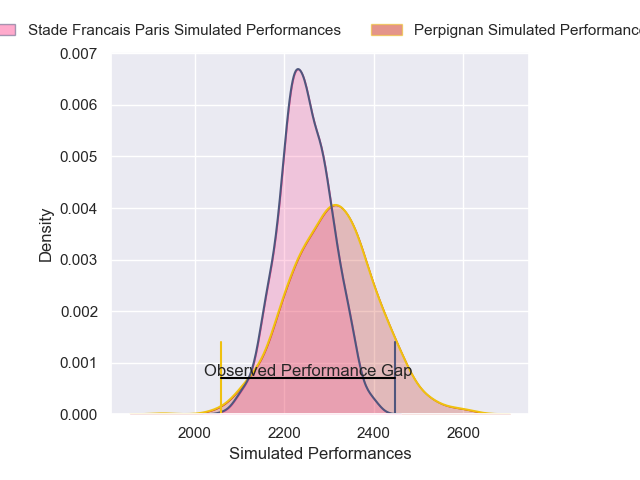 Stade Francais Paris Simulated Performances
Perpignan Simulated Performance
0.007
0.006
0.005
0.004
0.003
0.002
0.001
0.000
Density
Observed Performance Gap
2000
2200
2400
2600
Simulated Performances